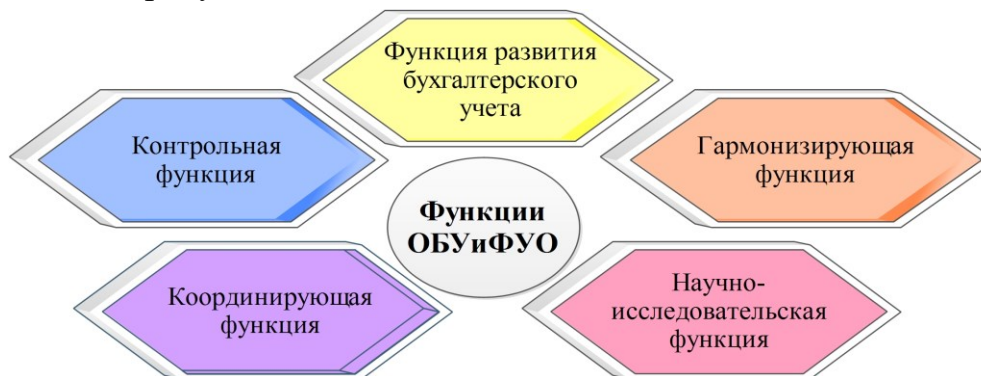 Функция развития
бухгалтерского
учета
Контрольная
функция
Гармонизирующая
функция
Функции
ОБУиФУО
Координирующая
функция
Научно-
исследовательская
функция